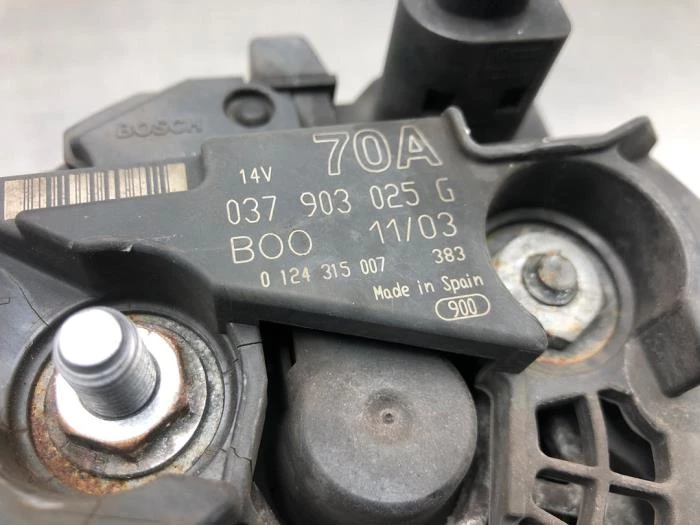 BOSCH
70A
14V
037 903 025 G
BOO 11/03
0 124 315 007 383
Made in Spain
900